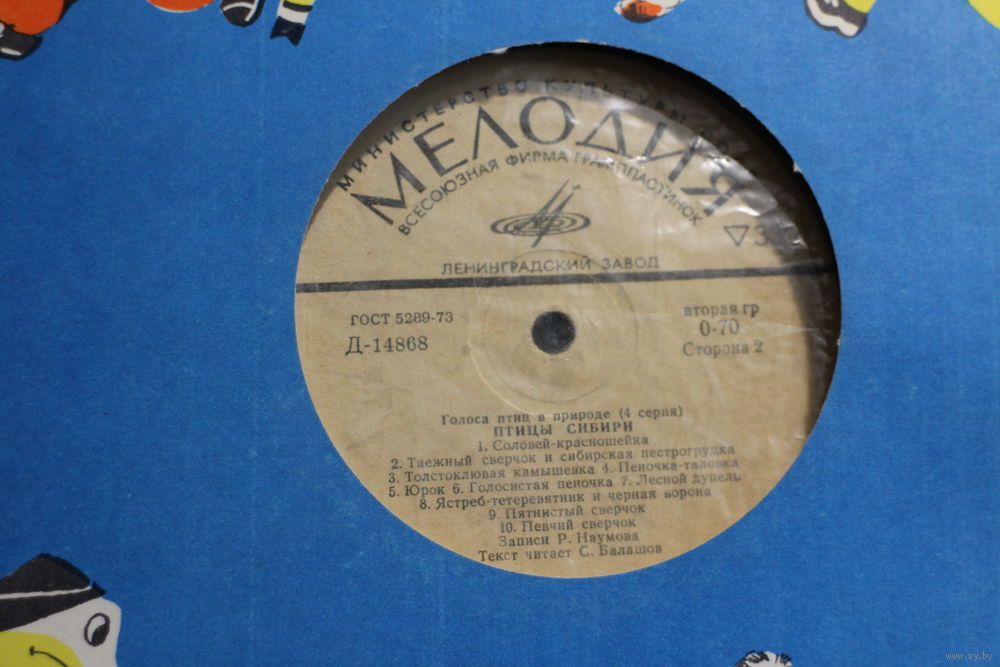 МИНИСТЕРСТВО КУЛЬТУРЫ
МЕЛОДИЯ
ВСЕСОЮЗНАЯ ФИРМА ГРАМПЛАСТИНОК
ЛЕНИНГРАДСКИЙ ЗАВОД
ГОСТ 5289-73
Д-14868
вторая гр
0-70
Сторона 2
Голоса птиц в природе (4 серия)
ПТИЦЫ СИБИРИ
1. Соловей-красношейка
2. Таежный сверчок и сибирская пестрогрудка
3. Толстоклювая камышевка 4. Пеночка-таловка
5. Юрок 6. Голосистая пеночка 7. Лесной дупель
8. Ястреб-тетеревятник и черная ворона
9. Пятнистый сверчок
10. Певчий сверчок
Записи Р. Наумова
Текст читает С. Балашов
www.ay.by